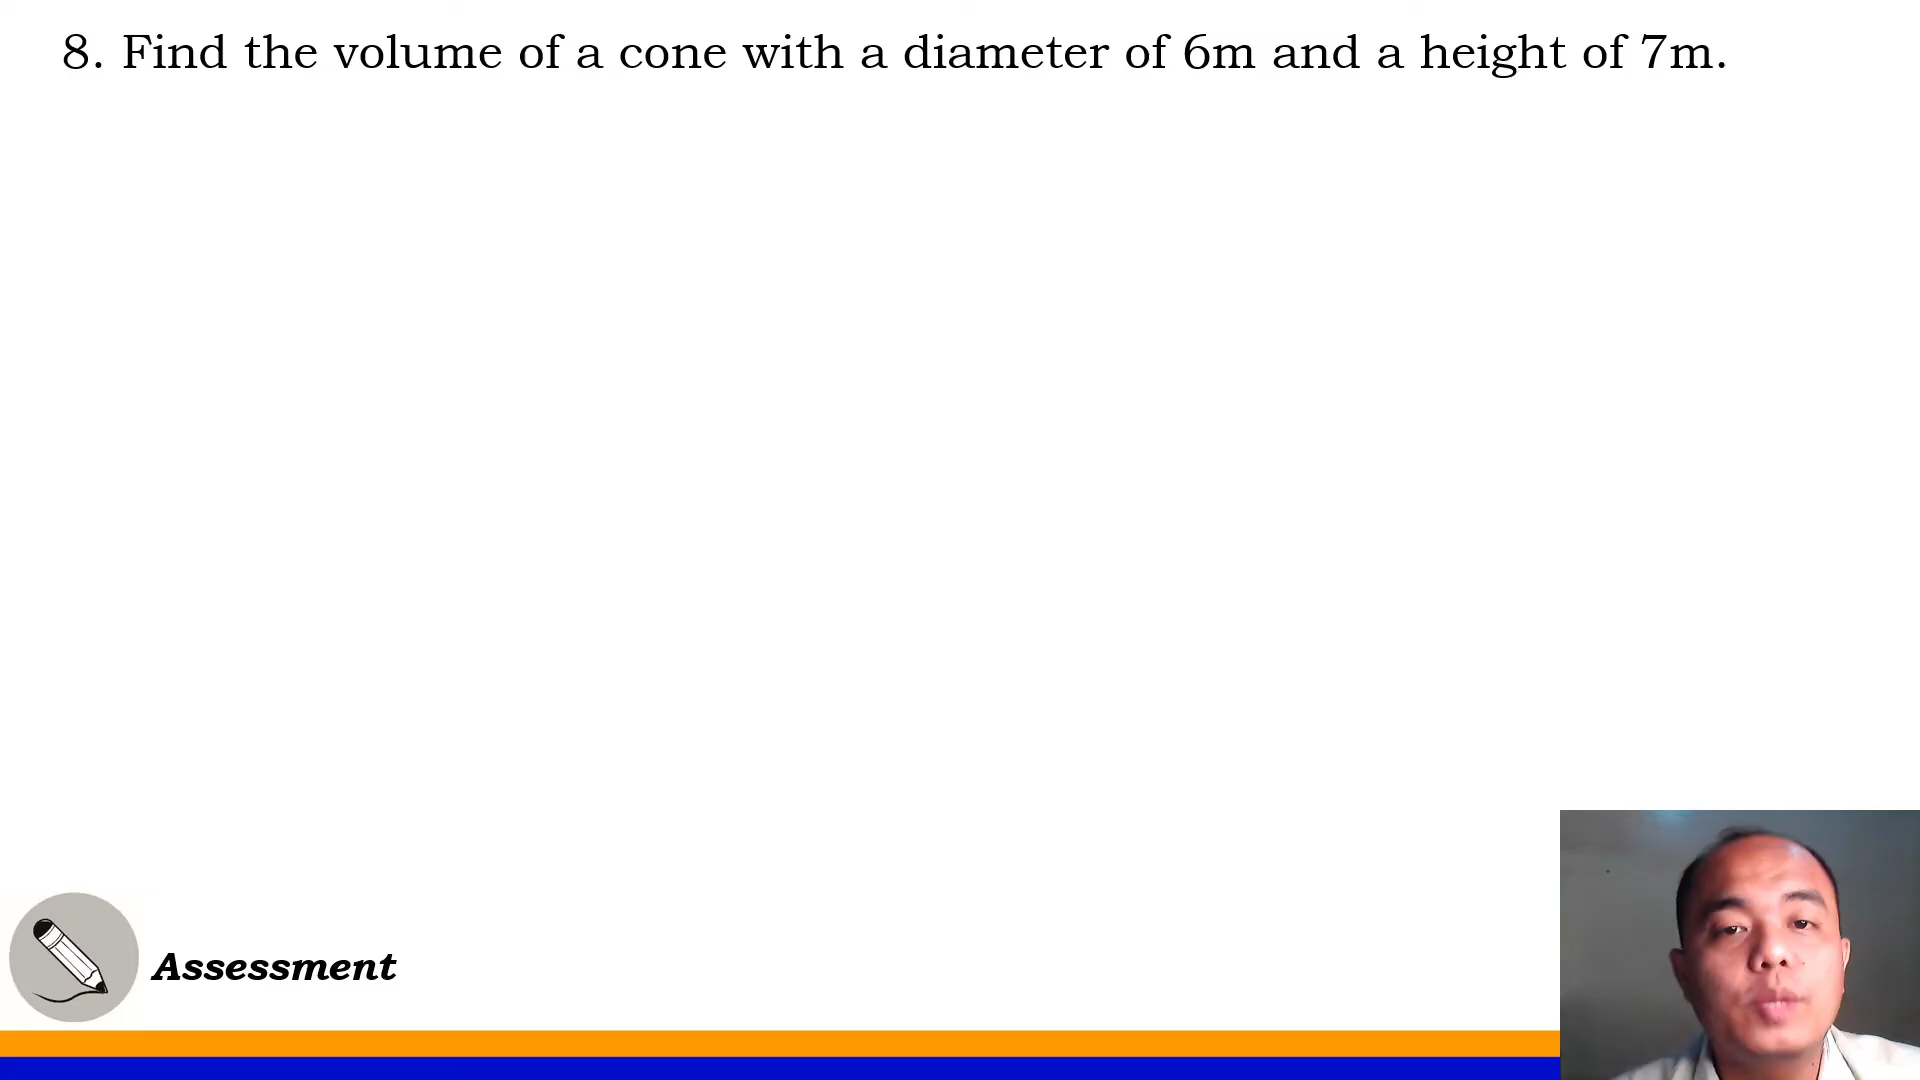 8. Find the volume of a cone with a diameter of 6m and a height of 7m.
Assessment